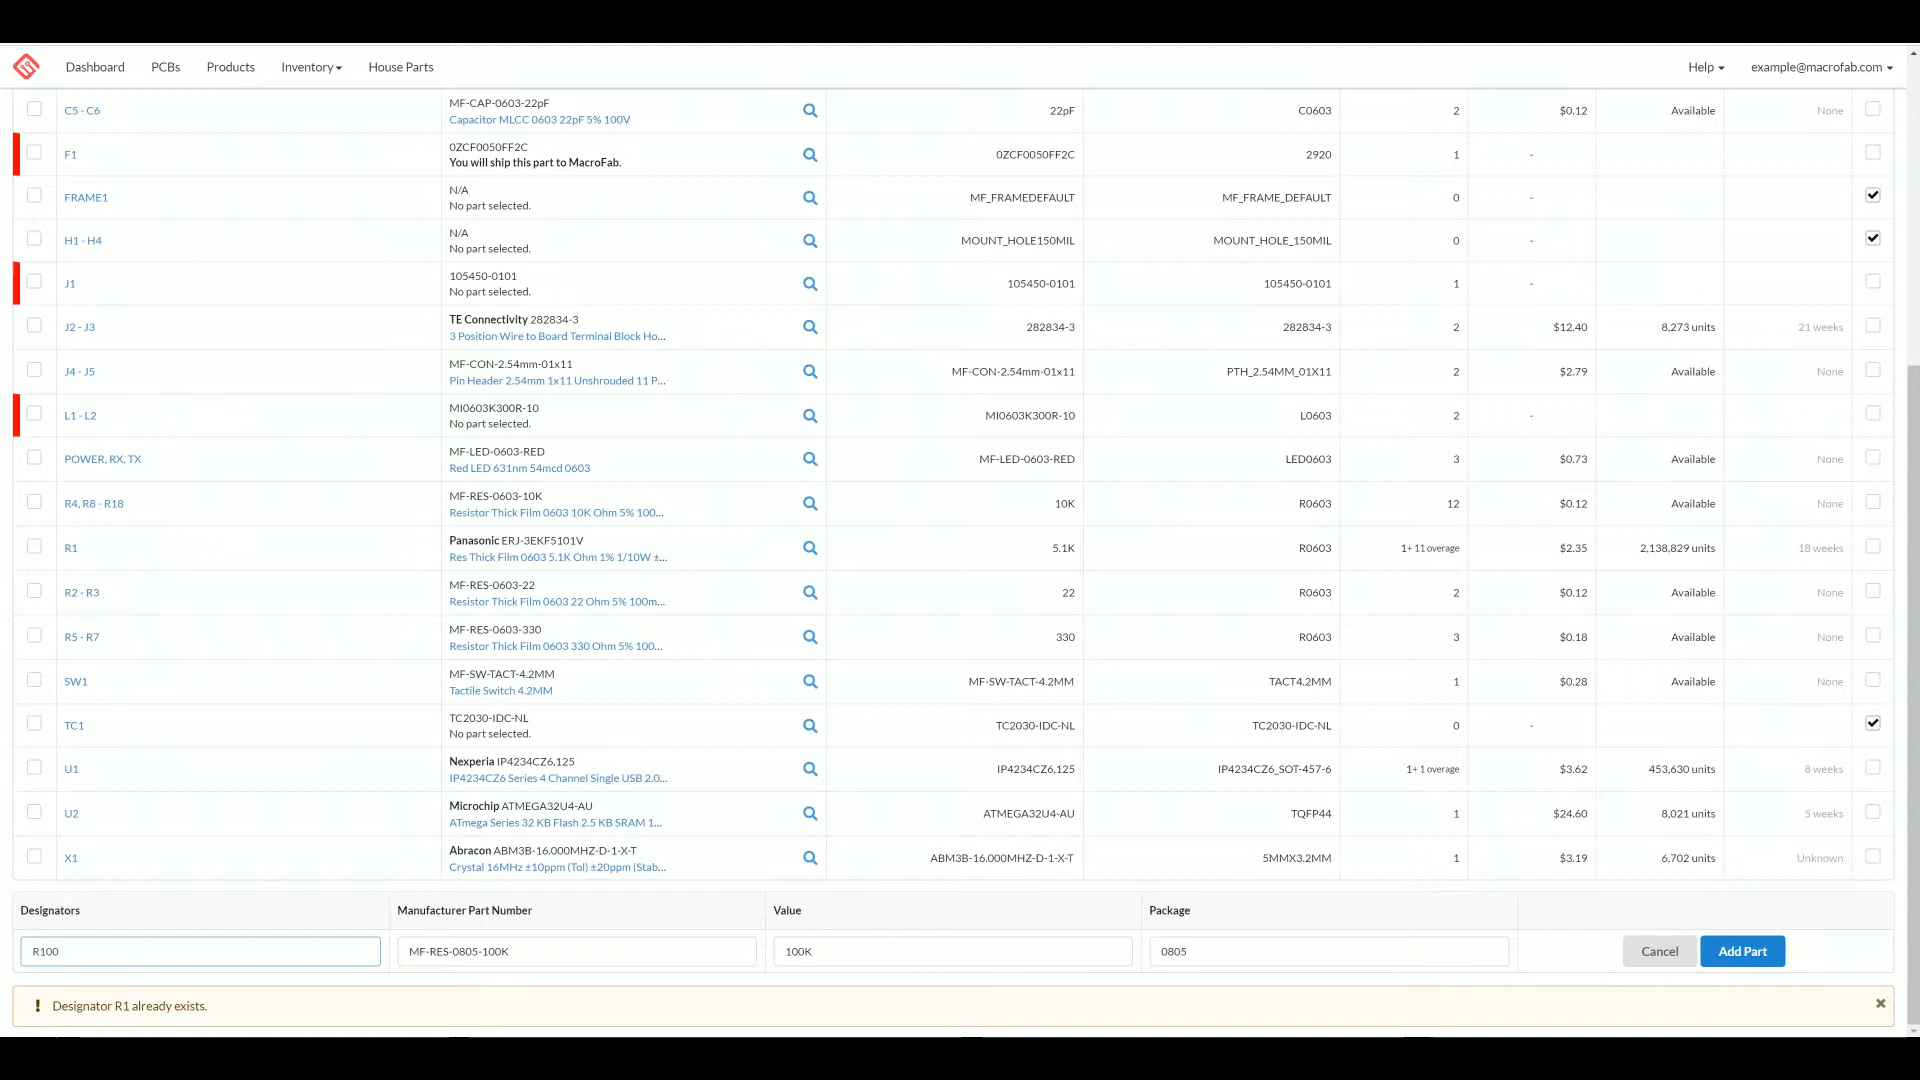 Dashboard PCBs Products Inventory House Parts Help example@macrofab.com
C5 - C6 MF-CAP-0603-22pF 22pF C0603 2 $0.12 Available None
Capacitor MLCC 0603 22pF 5% 100V
F1 0ZCF0050FF2C 0ZCF0050FF2C 2920 1 -
You will ship this part to MacroFab.
FRAME1 N/A MF_FRAMEDEFAULT MF_FRAME_DEFAULT 0 -
No part selected.
H1 - H4 N/A MOUNT_HOLE150MIL MOUNT_HOLE_150MIL 0 -
No part selected.
J1 105450-0101 105450-0101 105450-0101 1 -
No part selected.
J2 - J3 TE Connectivity 282834-3 282834-3 282834-3 2 $12.40 8,273 units 21 weeks
3 Position Wire to Board Terminal Block Ho...
J4 - J5 MF-CON-2.54mm-01x11 MF-CON-2.54mm-01x11 PTH_2.54MM_01X11 2 $2.79 Available None
Pin Header 2.54mm 1x11 Unshrouded 11 P...
L1 - L2 MI0603K300R-10 MI0603K300R-10 L0603 2 -
No part selected.
POWER, RX, TX MF-LED-0603-RED MF-LED-0603-RED LED0603 3 $0.73 Available None
Red LED 631nm 54mcd 0603
R4, R8 - R18 MF-RES-0603-10K 10K R0603 12 $0.12 Available None
Resistor Thick Film 0603 10K Ohm 5% 100...
R1 Panasonic ERJ-3EKF5101V 5.1K R0603 1+ 11 overage $2.35 2,138,829 units 18 weeks
Res Thick Film 0603 5.1K Ohm 1% 1/10W ±...
R2 - R3 MF-RES-0603-22 22 R0603 2 $0.12 Available None
Resistor Thick Film 0603 22 Ohm 5% 100m...
R5 - R7 MF-RES-0603-330 330 R0603 3 $0.18 Available None
Resistor Thick Film 0603 330 Ohm 5% 100...
SW1 MF-SW-TACT-4.2MM MF-SW-TACT-4.2MM TACT4.2MM 1 $0.28 Available None
Tactile Switch 4.2MM
TC1 TC2030-IDC-NL TC2030-IDC-NL TC2030-IDC-NL 0 -
No part selected.
U1 Nexperia IP4234CZ6,125 IP4234CZ6,125 IP4234CZ6_SOT-457-6 1+ 1 overage $3.62 453,630 units 8 weeks
IP4234CZ6 Series 4 Channel Single USB 2.0...
U2 Microchip ATMEGA32U4-AU ATMEGA32U4-AU TQFP44 1 $24.60 8,021 units 5 weeks
ATmega Series 32 KB Flash 2.5 KB SRAM 1...
X1 Abracon ABM3B-16.000MHZ-D-1-X-T ABM3B-16.000MHZ-D-1-X-T 5MMX3.2MM 1 $3.19 6,702 units Unknown
Crystal 16MHz ±10ppm (Tol) ±20ppm (Stab...
Designators Manufacturer Part Number Value Package
R100 MF-RES-0805-100K 100K 0805 Cancel Add Part
! Designator R1 already exists.